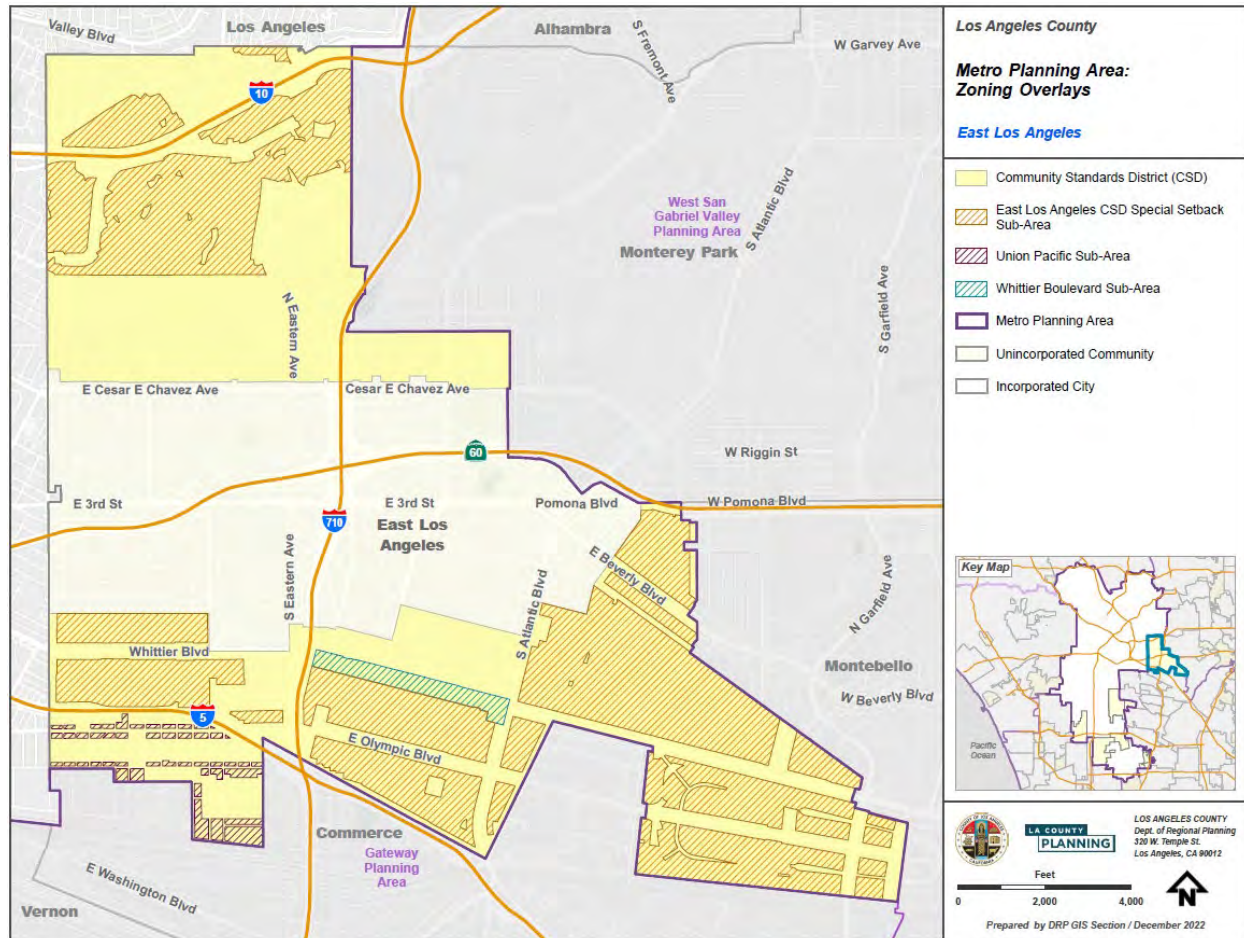 Valley Blvd
Los Angeles
Alhambra
S Fremont Ave
W Garvey Ave
10
West San
Gabriel Valley
Planning Area
Monterey Park
S Atlantic Blvd
S Garfield Ave
N Eastern Ave
E Cesar E Chavez Ave
Cesar E Chavez Ave
60
W Riggin St
E 3rd St
E 3rd St
Pomona Blvd
W Pomona Blvd
710
East Los
Angeles
S Eastern Ave
E Beverly Blvd
S Atlantic Blvd
N Garfield Ave
Whittier Blvd
Montebello
W Beverly Blvd
5
E Olympic Blvd
Commerce
Gateway
Planning
Area
E Washington Blvd
Vernon
Los Angeles County
Metro Planning Area:
Zoning Overlays
East Los Angeles
Community Standards District (CSD)
East Los Angeles CSD Special Setback
Sub-Area
Union Pacific Sub-Area
Whittier Boulevard Sub-Area
Metro Planning Area
Unincorporated Community
Incorporated City
Key Map
Pacific
Ocean
LA COUNTY
PLANNING
LOS ANGELES COUNTY
Dept. of Regional Planning
320 W. Temple St.
Los Angeles, CA 90012
Feet
0 2,000 4,000
N
Prepared by DRP GIS Section / December 2022